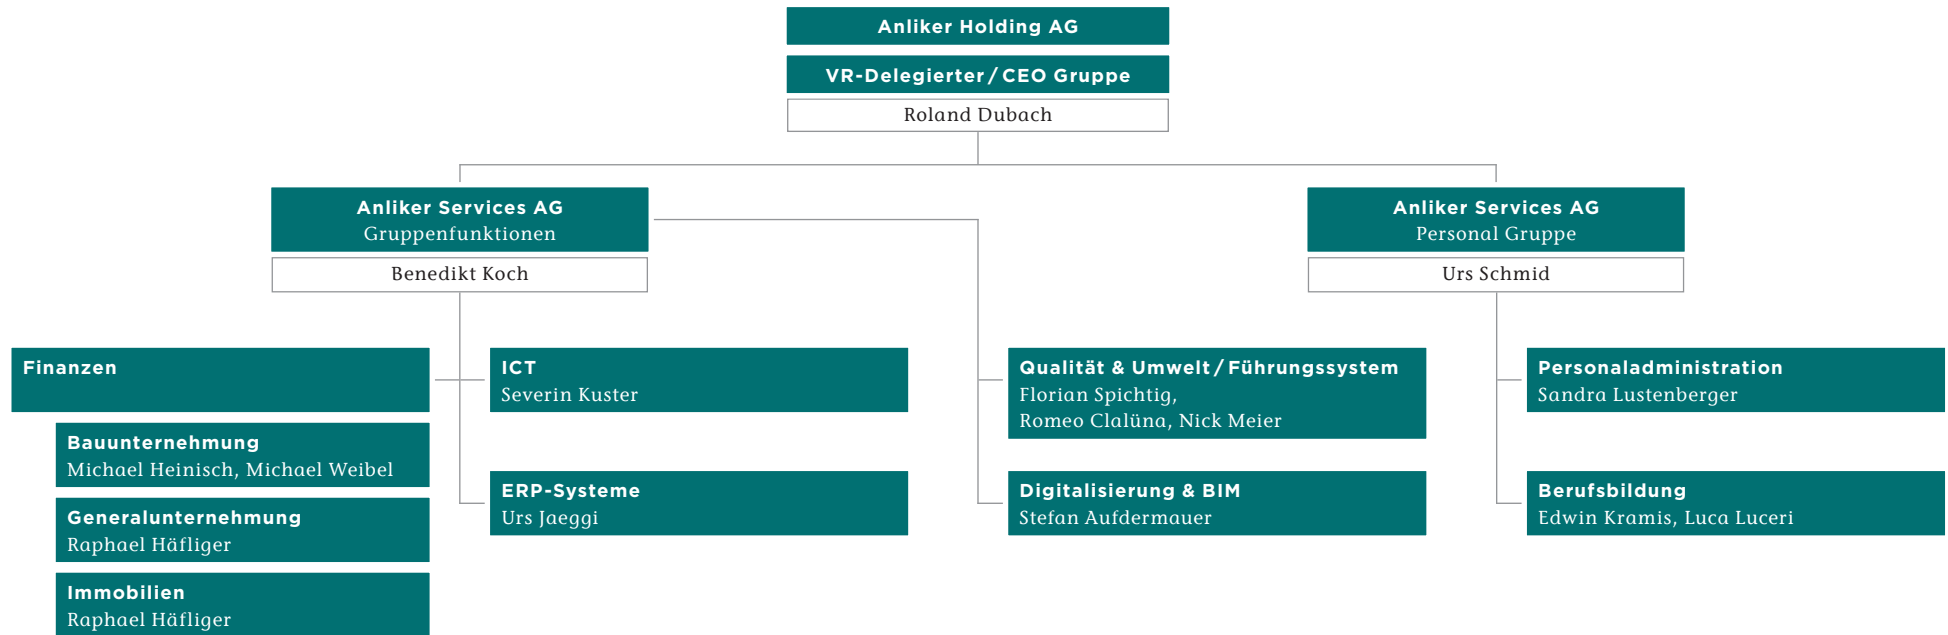 Anliker Holding AG
VR-Delegierter / CEO Gruppe
Roland Dubach
Anliker Services AG
Gruppenfunktionen
Benedikt Koch
Anliker Services AG
Personal Gruppe
Urs Schmid
Finanzen
Bauunternehmung
Michael Heinisch, Michael Weibel
Generalunternehmung
Raphael Häfliger
Immobilien
Raphael Häfliger
ICT
Severin Kuster
ERP-Systeme
Urs Jaeggi
Qualität & Umwelt / Führungssystem
Florian Spichtig,
Romeo Clalüna, Nick Meier
Digitalisierung & BIM
Stefan Aufdermauer
Personaladministration
Sandra Lustenberger
Berufsbildung
Edwin Kramis, Luca Luceri